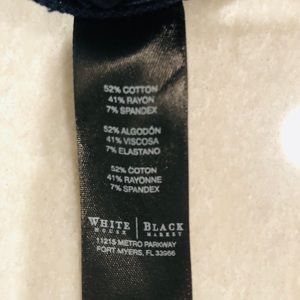 52% COTTON
41% RAYON
7% SPANDEX
52% ALGODÓN
41% VISCOSA
7% ELASTANO
52% COTON
41% RAYONNE
7% SPANDEX
WHITE HOUSE | BLACK MARKET
11215 METRO PARKWAY
FORT MYERS, FL 33966